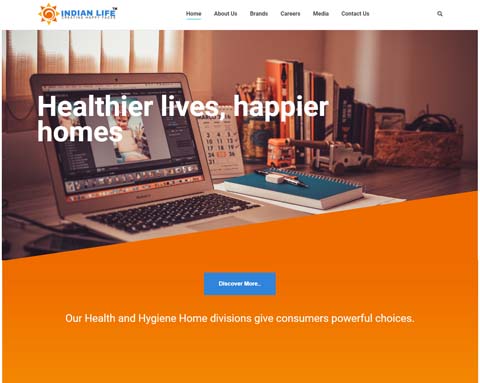 INDIAN LIFE
TM
CREATING HAPPY FACES
Home
About Us
Brands
Careers
Media
Contact Us
Healthier lives, happier
homes
Discover More..
Our Health and Hygiene Home divisions give consumers powerful choices.